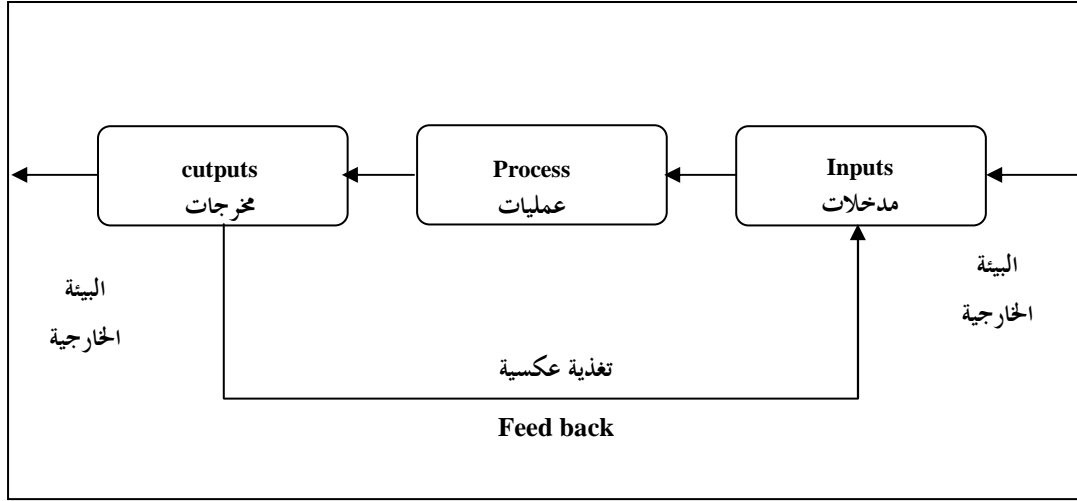 Inputs
مدخلات
Process
عمليات
cutputs
مخرجات
البيئة
الخارجية
البيئة
الخارجية
تغذية عكسية
Feed back